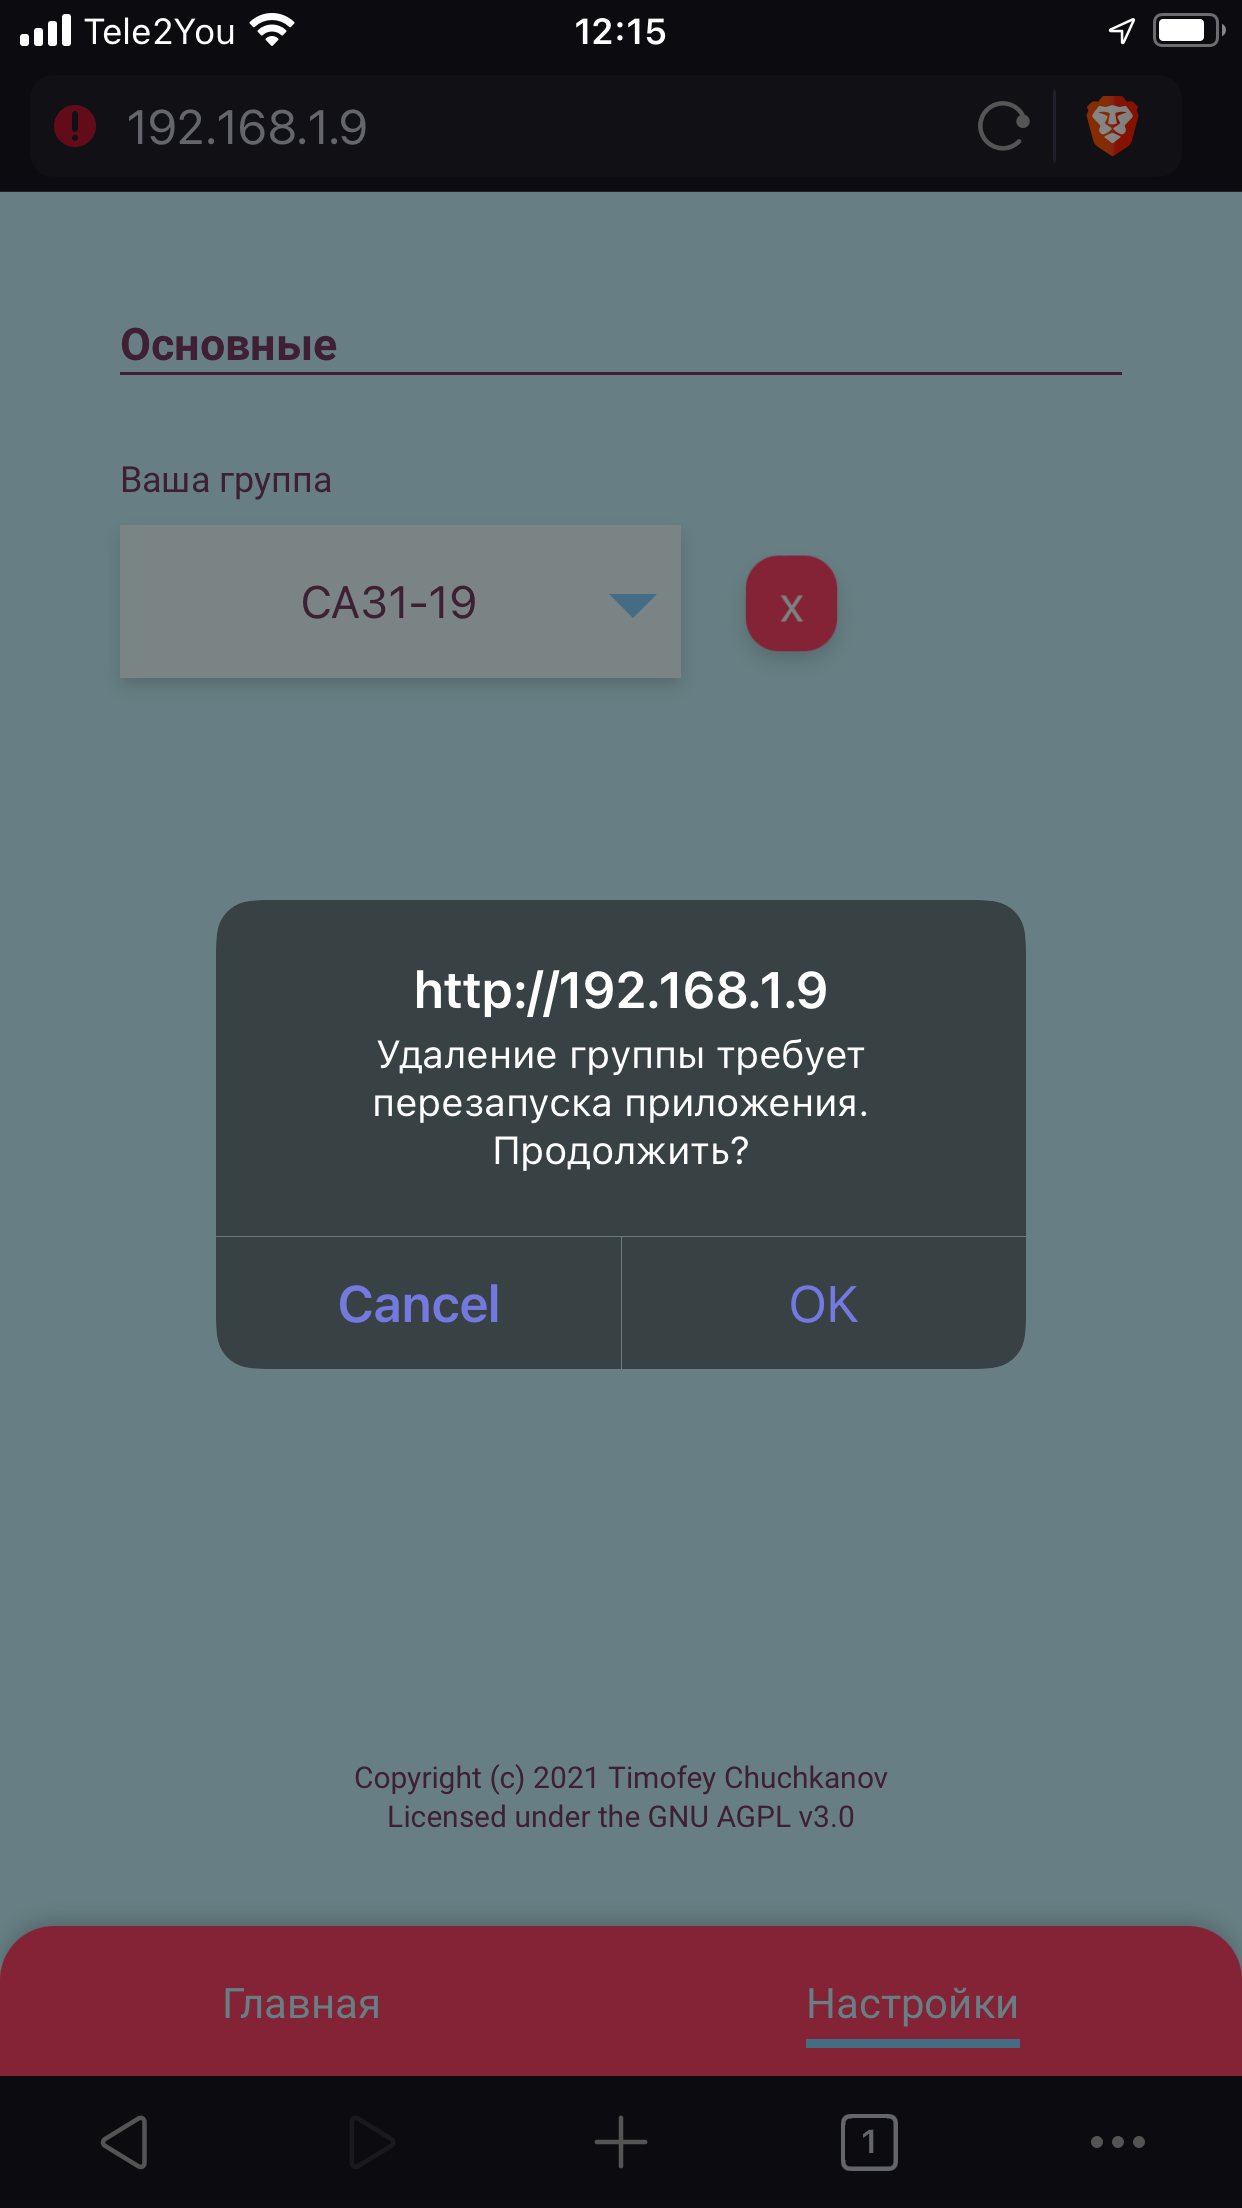 Tele2You
12:15
192.168.1.9
Основные
Ваша группа
СА31-19
x
http://192.168.1.9
Удаление группы требует
перезапуска приложения.
Продолжить?
Cancel
OK
Copyright (c) 2021 Timofey Chuchkanov
Licensed under the GNU AGPL v3.0
Главная
Настройки
1